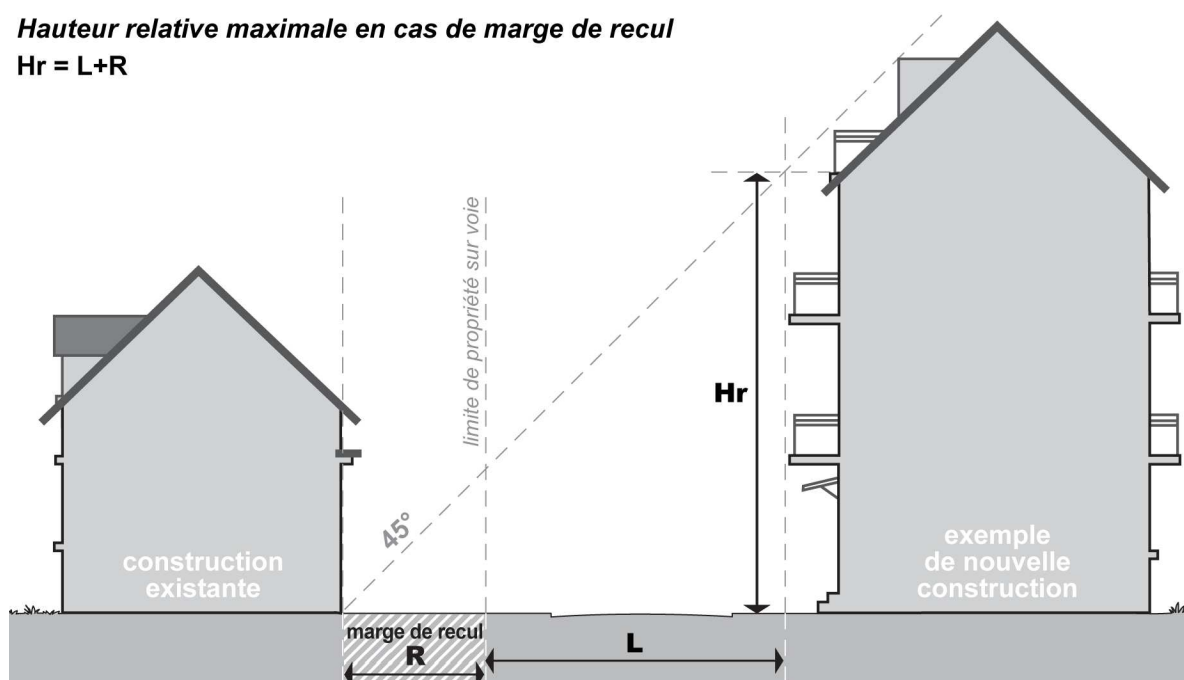 Hauteur relative maximale en cas de marge de recul
Hr = L+R
limite de propriété sur voie
Hr
45°
construction
existante
exemple
de nouvelle
construction
marge de recul
R
L